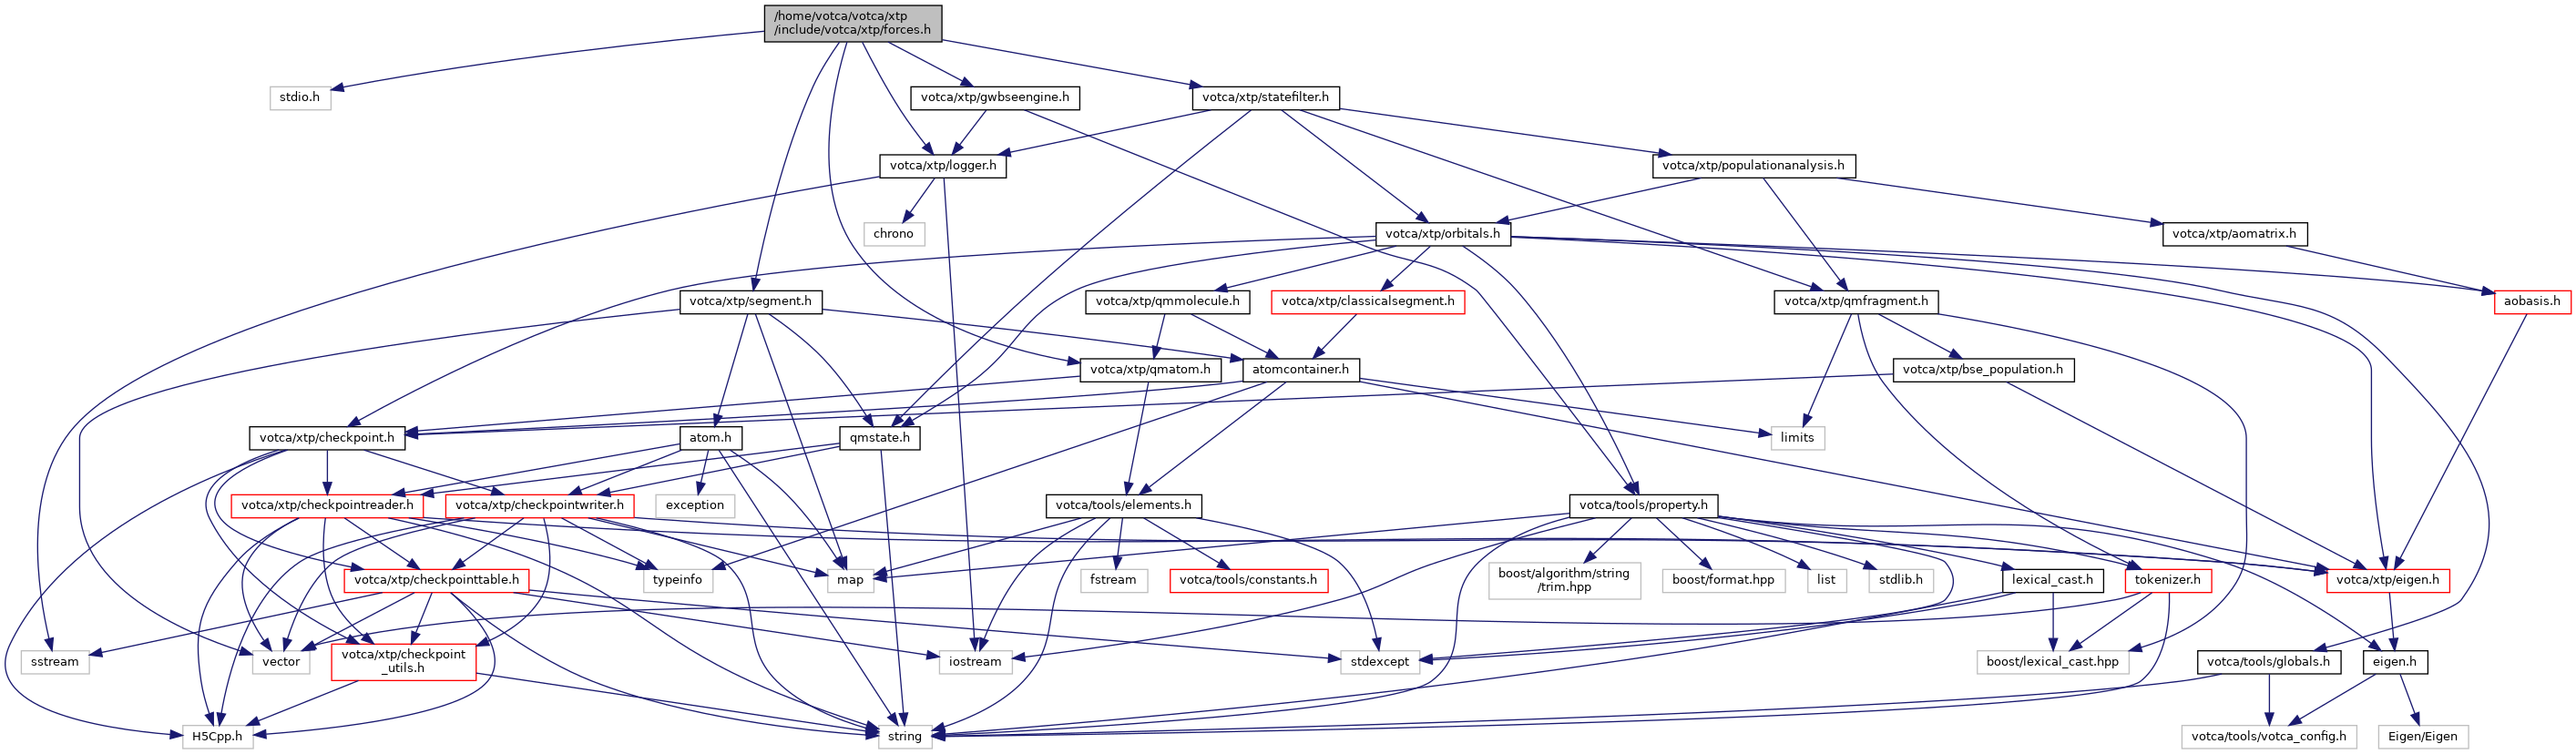 /home/votca/votca/xtp
/include/votca/xtp/forces.h
stdio.h
votca/xtp/gwbseengine.h
votca/xtp/statefilter.h
votca/xtp/logger.h
votca/xtp/populationanalysis.h
chrono
votca/xtp/orbitals.h
votca/xtp/aomatrix.h
votca/xtp/segment.h
votca/xtp/qmmolecule.h
votca/xtp/classicalsegment.h
votca/xtp/qmfragment.h
aobasis.h
votca/xtp/qmatom.h
atomcontainer.h
votca/xtp/bse_population.h
votca/xtp/checkpoint.h
atom.h
qmstate.h
limits
votca/xtp/checkpointreader.h
votca/xtp/checkpointwriter.h
exception
votca/tools/elements.h
votca/tools/property.h
votca/xtp/checkpointtable.h
typeinfo
map
fstream
votca/tools/constants.h
boost/algorithm/string
/trim.hpp
boost/format.hpp
list
stdlib.h
lexical_cast.h
tokenizer.h
votca/xtp/eigen.h
sstream
vector
votca/xtp/checkpoint
_utils.h
iostream
stdexcept
boost/lexical_cast.hpp
votca/tools/globals.h
eigen.h
H5Cpp.h
string
votca/tools/votca_config.h
Eigen/Eigen